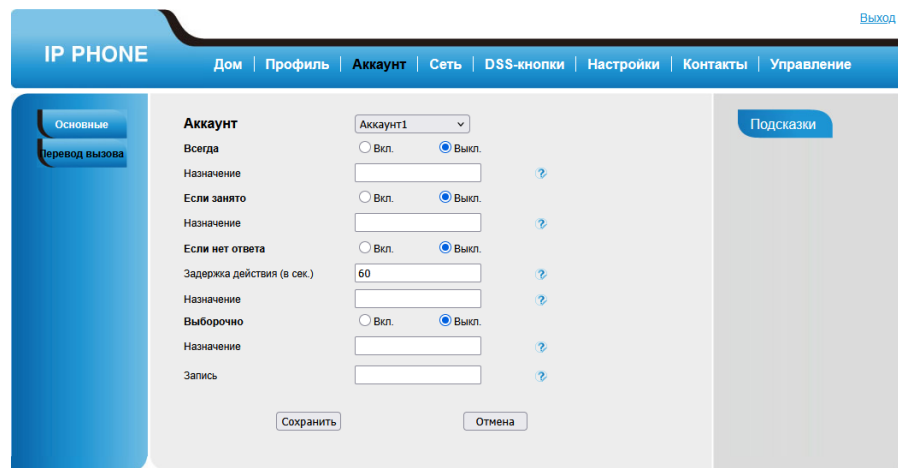 Выход
IP PHONE
Дом | Профиль | Аккаунт | Сеть | DSS-кнопки | Настройки | Контакты | Управление
Основные
Перевод вызова
Аккаунт Аккаунт1
Всегда Вкл. Выкл.
Назначение
Если занято Вкл. Выкл.
Назначение
Если нет ответа Вкл. Выкл.
Задержка действия (в сек.) 60
Назначение
Выборочно Вкл. Выкл.
Назначение
Запись
Сохранить Отмена
Подсказки